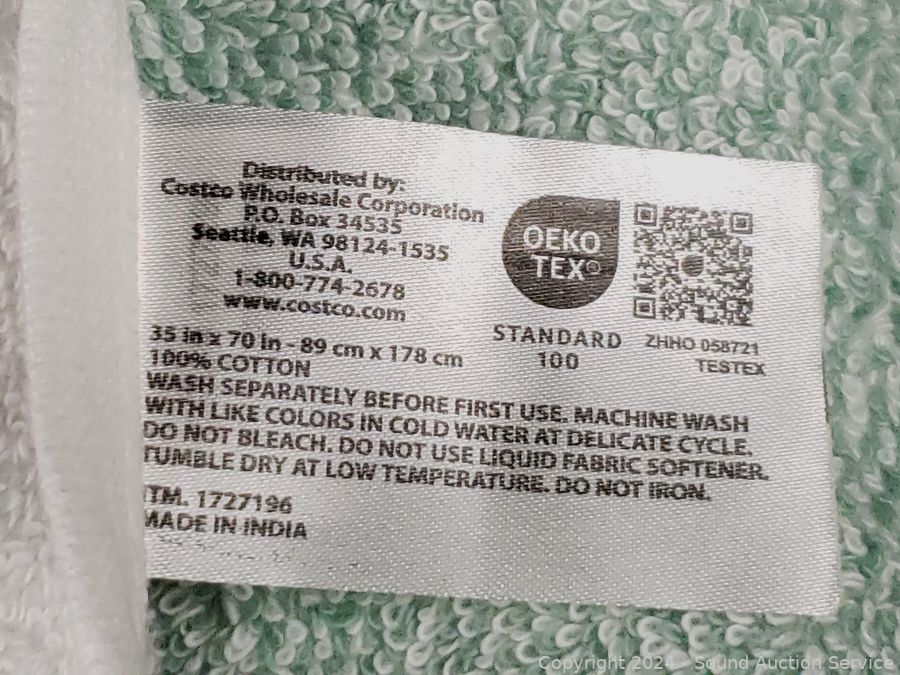 Distributed by:
Costco Wholesale Corporation
P.O. Box 34535
Seattle, WA 98124-1535
U.S.A.
1-800-774-2678
www.costco.com
OEKO
TEX®
STANDARD
100
ZHHO 058721
TESTEX
35 in x 70 in - 89 cm x 178 cm
100% COTTON
WASH SEPARATELY BEFORE FIRST USE. MACHINE WASH
WITH LIKE COLORS IN COLD WATER AT DELICATE CYCLE.
DO NOT BLEACH. DO NOT USE LIQUID FABRIC SOFTENER.
TUMBLE DRY AT LOW TEMPERATURE. DO NOT IRON.
ITM. 1727196
MADE IN INDIA
Copyright 2024 - Sound Auction Service